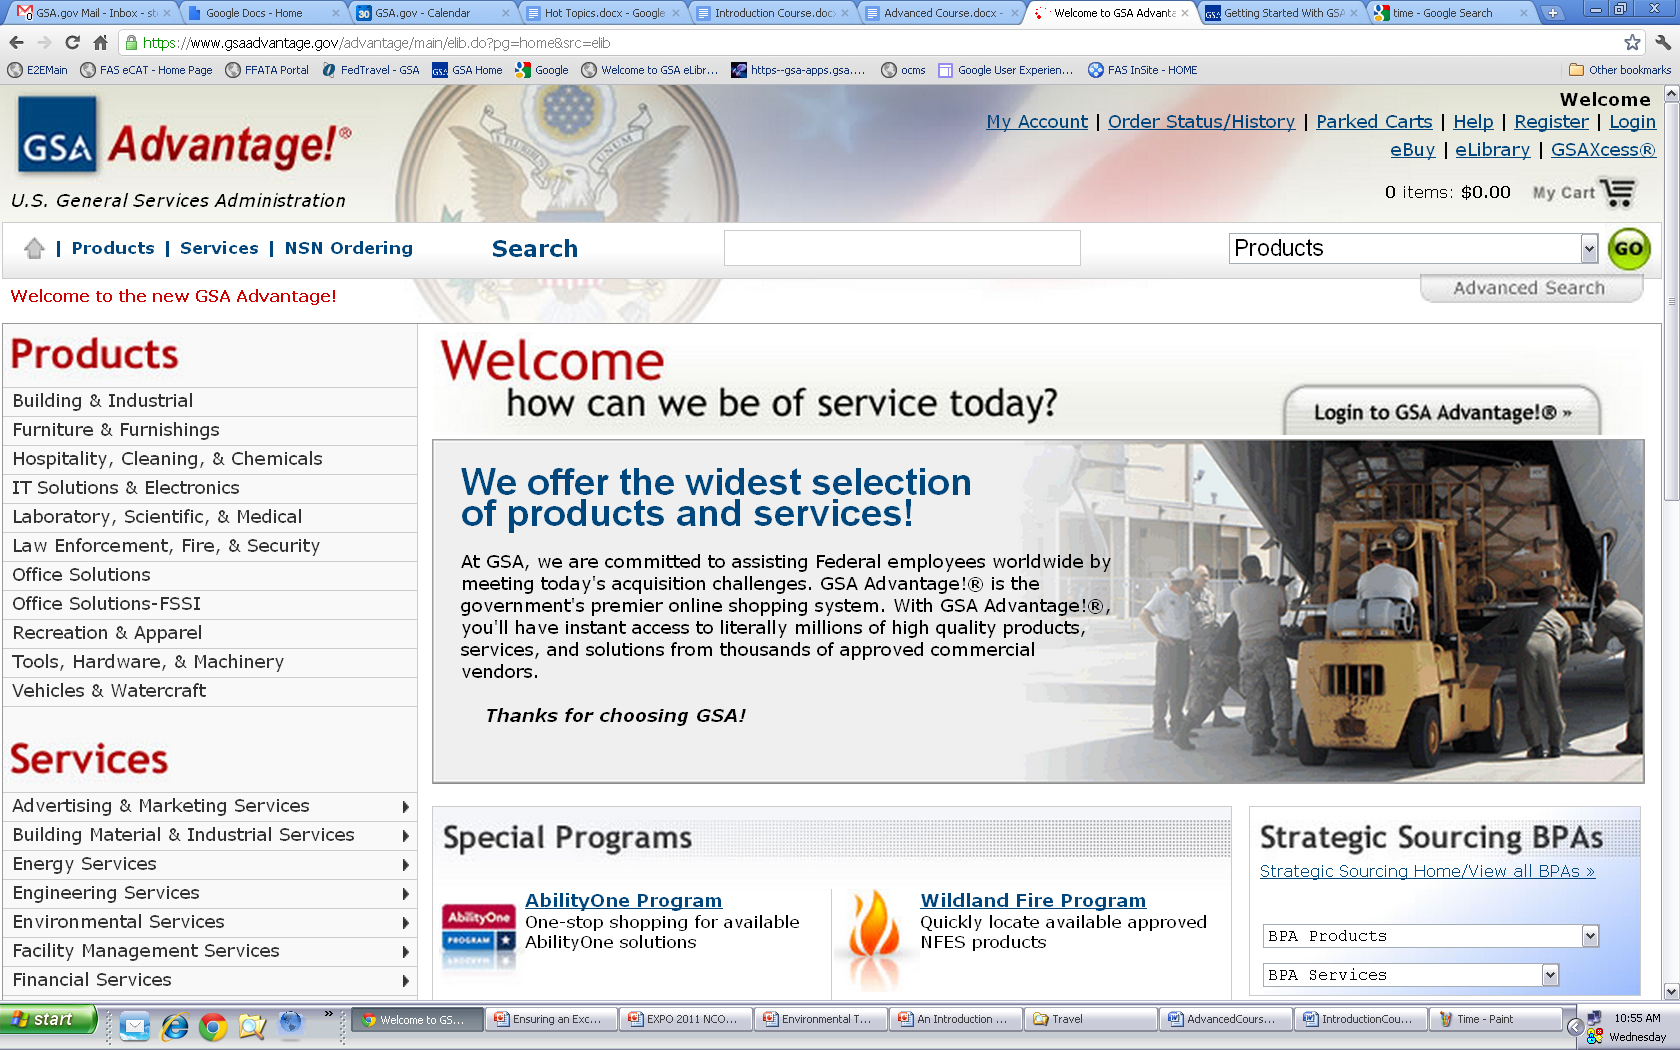 GSA.gov Mail - Inbox - st
Google Docs - Home
GSA.gov - Calendar
Hot Topics.docx - Google
Introduction Course.docx
Advanced Course.docx -
Welcome to GSA Advanta
Getting Started With GSA
time - Google Search
https://www.gsaadvantage.gov/advantage/main/elib.do?pg=home&src=elib
E2EMain
FAS eCAT - Home Page
FFATA Portal
FedTravel - GSA
GSA Home
Google
Welcome to GSA eLibr...
https--gsa-apps.gsa....
ocms
Google User Experien...
FAS InSite - HOME
Other bookmarks
GSA Advantage!®
U.S. General Services Administration
Welcome
My Account | Order Status/History | Parked Carts | Help | Register | Login
eBuy | eLibrary | GSAXcess®
0 items: $0.00 My Cart
| Products | Services | NSN Ordering
Search
Products
GO
Advanced Search
Welcome to the new GSA Advantage!
Products
Building & Industrial
Furniture & Furnishings
Hospitality, Cleaning, & Chemicals
IT Solutions & Electronics
Laboratory, Scientific, & Medical
Law Enforcement, Fire, & Security
Office Solutions
Office Solutions-FSSI
Recreation & Apparel
Tools, Hardware, & Machinery
Vehicles & Watercraft
Services
Advertising & Marketing Services
Building Material & Industrial Services
Energy Services
Engineering Services
Environmental Services
Facility Management Services
Financial Services
Welcome
how can we be of service today?
Login to GSA Advantage!® »
We offer the widest selection
of products and services!
At GSA, we are committed to assisting Federal employees worldwide by
meeting today's acquisition challenges. GSA Advantage!® is the
government's premier online shopping system. With GSA Advantage!®,
you'll have instant access to literally millions of high quality products,
services, and solutions from thousands of approved commercial
vendors.
Thanks for choosing GSA!
Special Programs
AbilityOne
PROGRAM
AbilityOne Program
One-stop shopping for available
AbilityOne solutions
Wildland Fire Program
Quickly locate available approved
NFES products
Strategic Sourcing BPAs
Strategic Sourcing Home/View all BPAs »
BPA Products
BPA Services
start
Welcome to GS...
Ensuring an Exc...
EXPO 2011 NCO...
Environmental T...
An Introduction ...
Travel
AdvancedCours...
IntroductionCou...
Time - Paint
10:55 AM
Wednesday